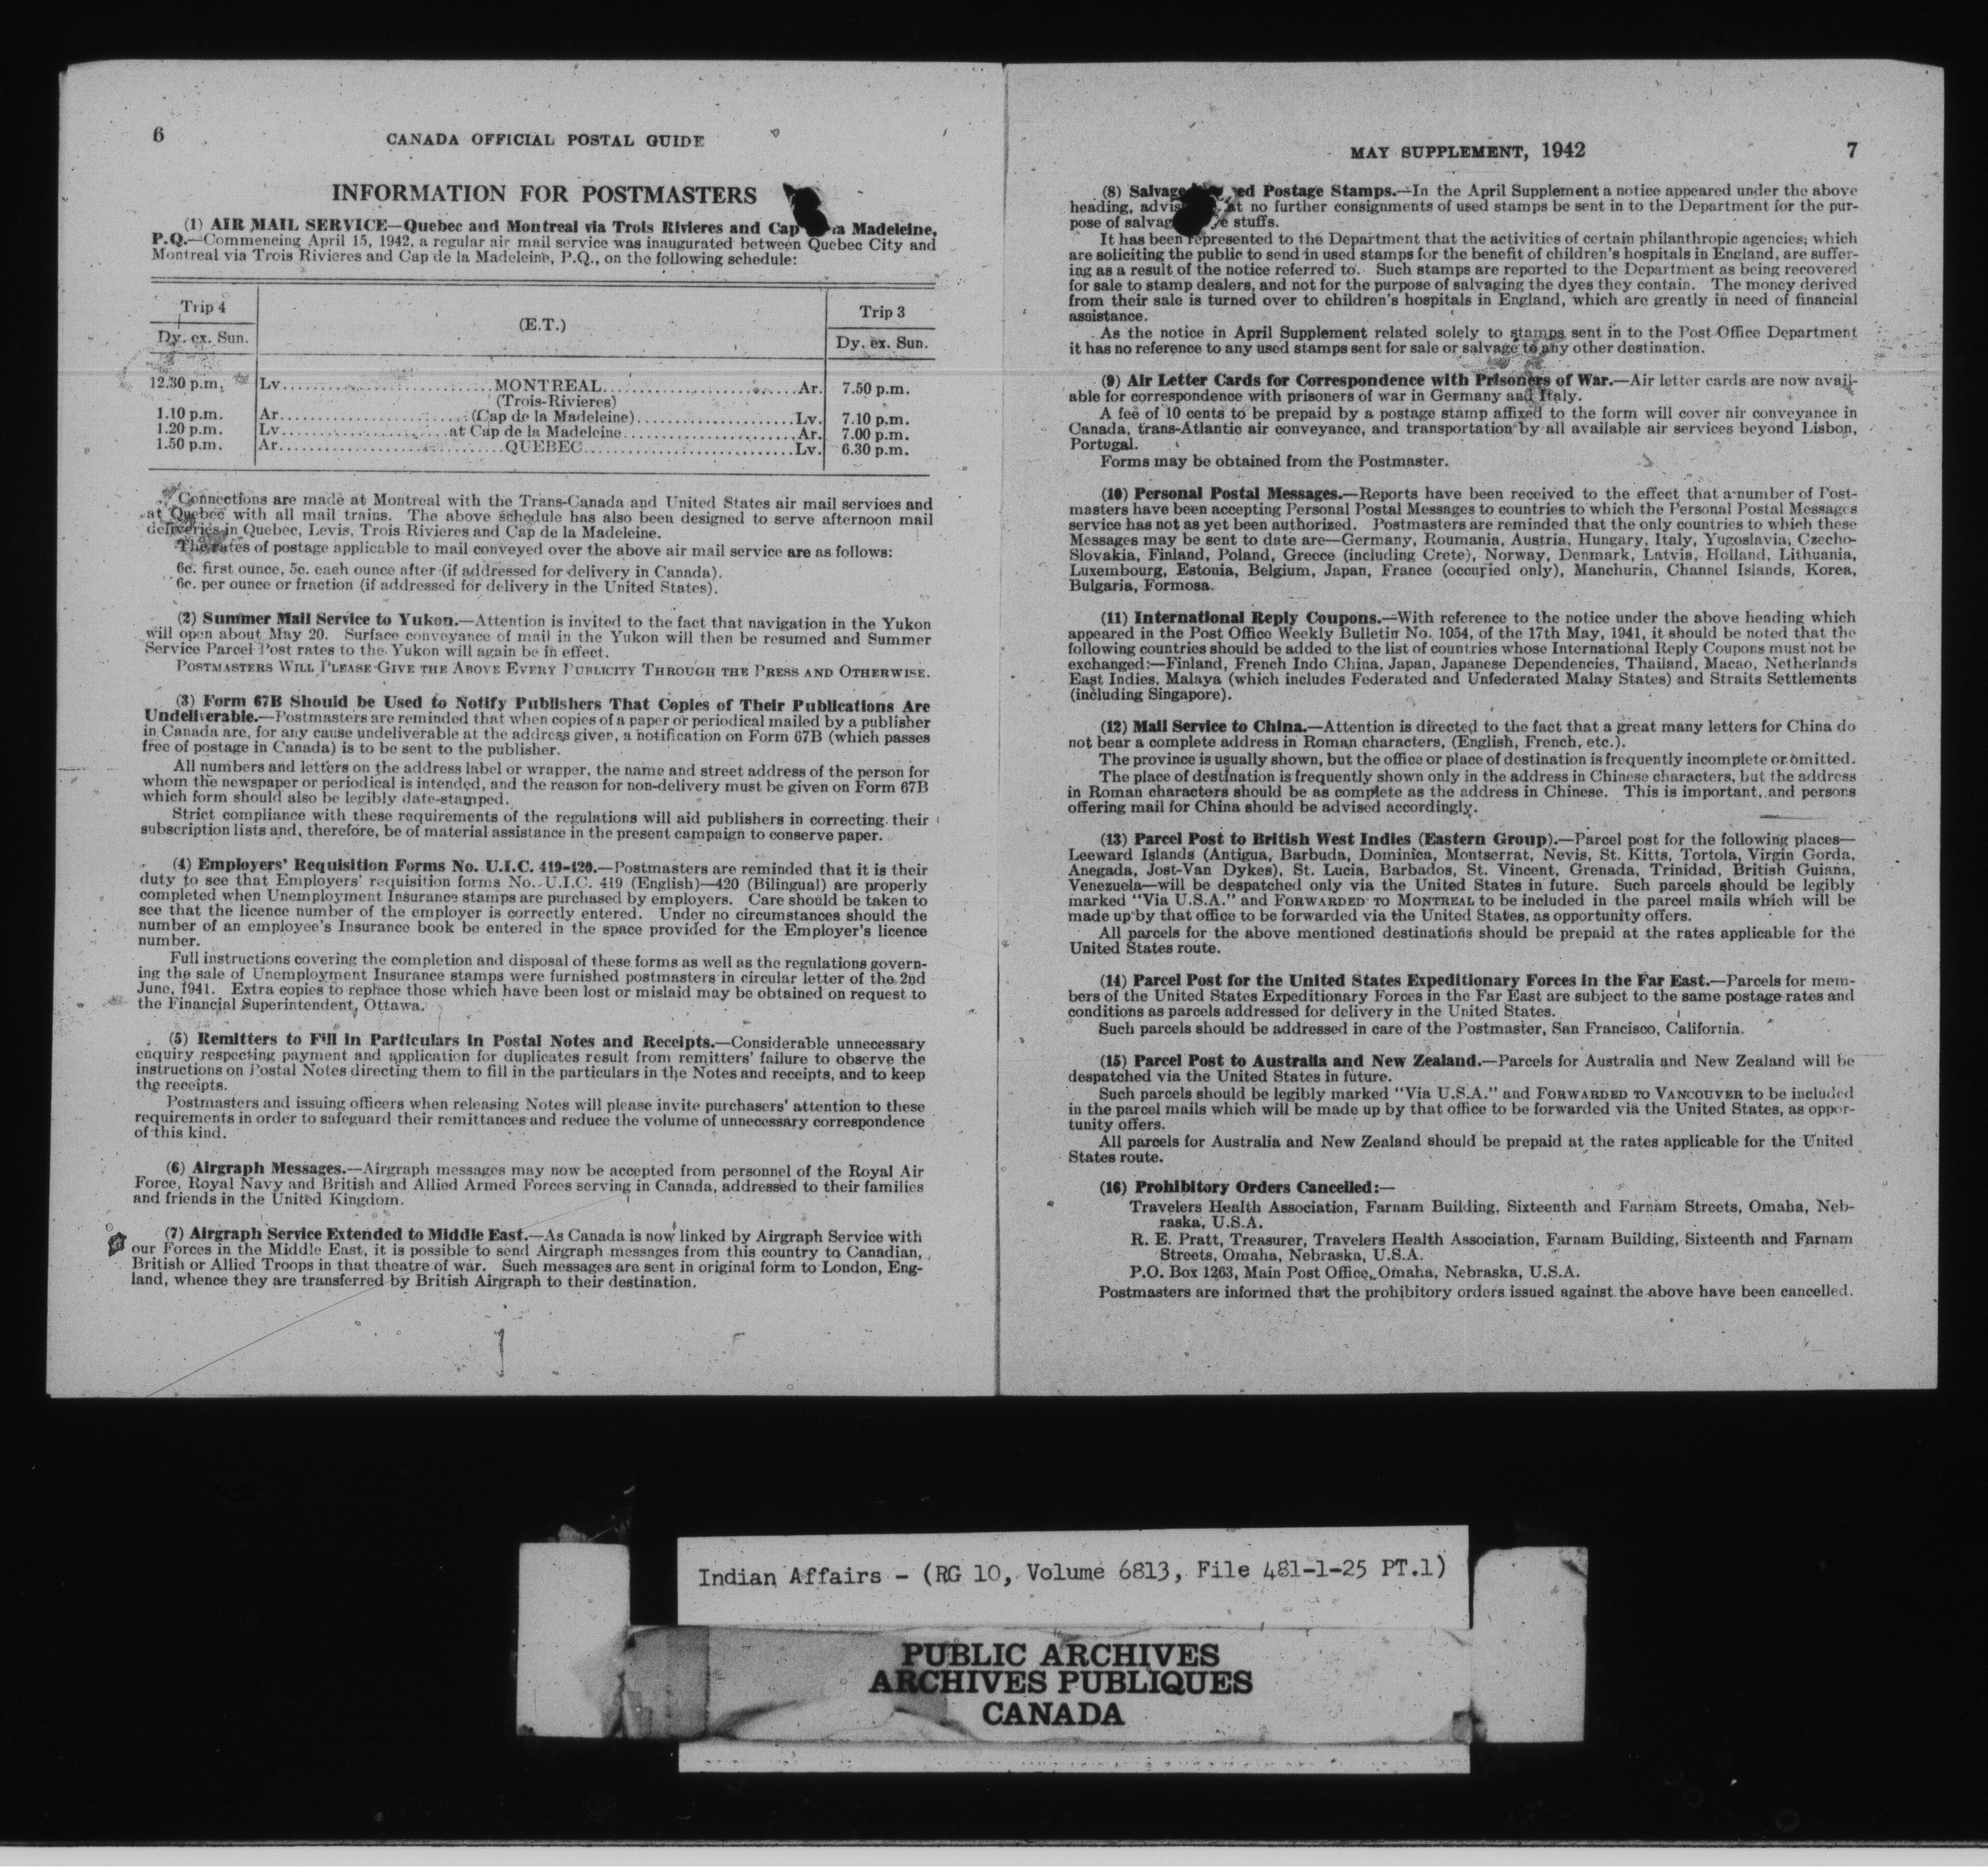 6
CANADA OFFICIAL POSTAL GUIDE
INFORMATION FOR POSTMASTERS
(1) AIR MAIL SERVICE—Quebec and Montreal via Trois Rivieres and Cap Madeleine,
P.Q.—Commencing April 15, 1942, a regular air mail service was inaugurated between Quebec City and
Montreal via Trois Rivieres and Cap de la Madeleine, P.Q., on the following schedule:
Trip 4 (E.T.) Trip 3
Dy. ex. Sun. Dy. ex. Sun.
12.30 p.m. Lv. MONTREAL Ar. 7.50 p.m.
(Trois-Rivieres)
1.10 p.m. Ar. (Cap de la Madeleine) Lv. 7.10 p.m.
1.20 p.m. Lv. at Cap de la Madeleine Ar. 7.00 p.m.
1.50 p.m. Ar. QUEBEC Lv. 6.30 p.m.
Connections are made at Montreal with the Trans-Canada and United States air mail services and
at Quebec with all mail trains. The above schedule has also been designed to serve afternoon mail
deliveries in Quebec, Levis, Trois Rivieres and Cap de la Madeleine.
The rates of postage applicable to mail conveyed over the above air mail service are as follows:
6c. first ounce, 5c. each ounce after (if addressed for delivery in Canada).
6c. per ounce or fraction (if addressed for delivery in the United States).
(2) Summer Mail Service to Yukon.—Attention is invited to the fact that navigation in the Yukon
will open about May 20. Surface conveyance of mail in the Yukon will then be resumed and Summer
Service Parcel Post rates to the Yukon will again be in effect.
POSTMASTERS WILL PLEASE GIVE THE ABOVE EVERY PUBLICITY THROUGH THE PRESS AND OTHERWISE.
(3) Form 67B Should be Used to Notify Publishers That Copies of Their Publications Are
Undeliverable.—Postmasters are reminded that when copies of a paper or periodical mailed by a publisher
in Canada are, for any cause undeliverable at the address given, a notification on Form 67B (which passes
free of postage in Canada) is to be sent to the publisher.
All numbers and letters on the address label or wrapper, the name and street address of the person for
whom the newspaper or periodical is intended, and the reason for non-delivery must be given on Form 67B
which form should also be legibly date-stamped.
Strict compliance with these requirements of the regulations will aid publishers in correcting their
subscription lists and, therefore, be of material assistance in the present campaign to conserve paper.
(4) Employers' Requisition Forms No. U.I.C. 419-420.—Postmasters are reminded that it is their
duty to see that Employers' requisition forms No. U.I.C. 419 (English)—420 (Bilingual) are properly
completed when Unemployment Insurance stamps are purchased by employers. Care should be taken to
see that the licence number of the employer is correctly entered. Under no circumstances should the
number of an employee's Insurance book be entered in the space provided for the Employer's licence
number.
Full instructions covering the completion and disposal of these forms as well as the regulations govern-
ing the sale of Unemployment Insurance stamps were furnished postmasters in circular letter of the 2nd
June, 1941. Extra copies to replace those which have been lost or mislaid may be obtained on request to
the Financial Superintendent, Ottawa.
(5) Remitters to Fill in Particulars in Postal Notes and Receipts.—Considerable unnecessary
enquiry respecting payment and application for duplicates result from remitters' failure to observe the
instructions on Postal Notes directing them to fill in the particulars in the Notes and receipts, and to keep
the receipts.
Postmasters and issuing officers when releasing Notes will please invite purchasers' attention to these
requirements in order to safeguard their remittances and reduce the volume of unnecessary correspondence
of this kind.
(6) Airgraph Messages.—Airgraph messages may now be accepted from personnel of the Royal Air
Force, Royal Navy and British and Allied Armed Forces serving in Canada, addressed to their families
and friends in the United Kingdom.
(7) Airgraph Service Extended to Middle East.—As Canada is now linked by Airgraph Service with
our Forces in the Middle East, it is possible to send Airgraph messages from this country to Canadian,
British or Allied Troops in that theatre of war. Such messages are sent in original form to London, Eng-
land, whence they are transferred by British Airgraph to their destination.
MAY SUPPLEMENT, 1942
7
(8) Salvage ed Postage Stamps.—In the April Supplement a notice appeared under the above
heading, advis at no further consignments of used stamps be sent in to the Department for the pur-
pose of salvag ye stuffs.
It has been represented to the Department that the activities of certain philanthropic agencies, which
are soliciting the public to send in used stamps for the benefit of children's hospitals in England, are suffer-
ing as a result of the notice referred to. Such stamps are reported to the Department as being recovered
for sale to stamp dealers, and not for the purpose of salvaging the dyes they contain. The money derived
from their sale is turned over to children's hospitals in England, which are greatly in need of financial
assistance.
As the notice in April Supplement related solely to stamps sent in to the Post Office Department
it has no reference to any used stamps sent for sale or salvage to any other destination.
(9) Air Letter Cards for Correspondence with Prisoners of War.—Air letter cards are now avail-
able for correspondence with prisoners of war in Germany and Italy.
A fee of 10 cents to be prepaid by a postage stamp affixed to the form will cover air conveyance in
Canada, trans-Atlantic air conveyance, and transportation by all available air services beyond Lisbon,
Portugal.
Forms may be obtained from the Postmaster.
(10) Personal Postal Messages.—Reports have been received to the effect that a number of Post-
masters have been accepting Personal Postal Messages to countries to which the Personal Postal Messages
service has not as yet been authorized. Postmasters are reminded that the only countries to which these
Messages may be sent to date are—Germany, Roumania, Austria, Hungary, Italy, Yugoslavia, Czecho-
Slovakia, Finland, Poland, Greece (including Crete), Norway, Denmark, Latvia, Holland, Lithuania,
Luxembourg, Estonia, Belgium, Japan, France (occupied only), Manchuria, Channel Islands, Korea,
Bulgaria, Formosa.
(11) International Reply Coupons.—With reference to the notice under the above heading which
appeared in the Post Office Weekly Bulletin No. 1054, of the 17th May, 1941, it should be noted that the
following countries should be added to the list of countries whose International Reply Coupons must not be
exchanged:—Finland, French Indo China, Japan, Japanese Dependencies, Thailand, Macao, Netherlands
East Indies, Malaya (which includes Federated and Unfederated Malay States) and Straits Settlements
(including Singapore).
(12) Mail Service to China.—Attention is directed to the fact that a great many letters for China do
not bear a complete address in Roman characters, (English, French, etc.).
The province is usually shown, but the office or place of destination is frequently incomplete or omitted.
The place of destination is frequently shown only in the address in Chinese characters, but the address
in Roman characters should be as complete as the address in Chinese. This is important, and persons
offering mail for China should be advised accordingly.
(13) Parcel Post to British West Indies (Eastern Group).—Parcel post for the following places—
Leeward Islands (Antigua, Barbuda, Dominica, Montserrat, Nevis, St. Kitts, Tortola, Virgin Gorda,
Anegada, Jost-Van Dykes), St. Lucia, Barbados, St. Vincent, Grenada, Trinidad, British Guiana,
Venezuela—will be despatched only via the United States in future. Such parcels should be legibly
marked "Via U.S.A." and FORWARDED TO MONTREAL to be included in the parcel mails which will be
made up by that office to be forwarded via the United States, as opportunity offers.
All parcels for the above mentioned destinations should be prepaid at the rates applicable for the
United States route.
(14) Parcel Post for the United States Expeditionary Forces in the Far East.—Parcels for mem-
bers of the United States Expeditionary Forces in the Far East are subject to the same postage rates and
conditions as parcels addressed for delivery in the United States.
Such parcels should be addressed in care of the Postmaster, San Francisco, California.
(15) Parcel Post to Australia and New Zealand.—Parcels for Australia and New Zealand will be
despatched via the United States in future.
Such parcels should be legibly marked "Via U.S.A." and FORWARDED TO VANCOUVER to be included
in the parcel mails which will be made up by that office to be forwarded via the United States, as oppor-
tunity offers.
All parcels for Australia and New Zealand should be prepaid at the rates applicable for the United
States route.
(16) Prohibitory Orders Cancelled:—
Travelers Health Association, Farnam Building, Sixteenth and Farnam Streets, Omaha, Neb-
raska, U.S.A.
R. E. Pratt, Treasurer, Travelers Health Association, Farnam Building, Sixteenth and Farnam
Streets, Omaha, Nebraska, U.S.A.
P.O. Box 1263, Main Post Office, Omaha, Nebraska, U.S.A.
Postmasters are informed that the prohibitory orders issued against the above have been cancelled.
Indian Affairs - (RG 10, Volume 6813, File 481-1-25 PT.1)
PUBLIC ARCHIVES
ARCHIVES PUBLIQUES
CANADA